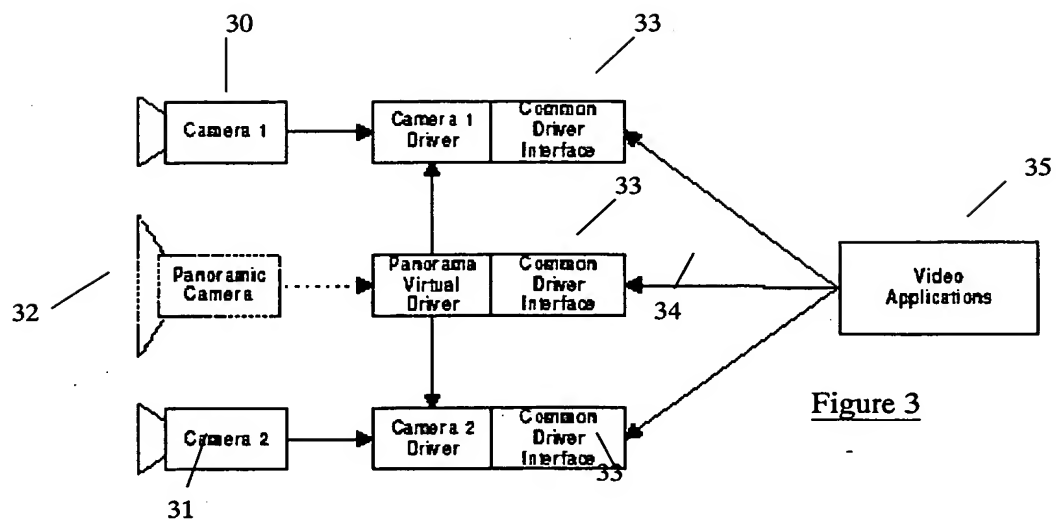 30
33
Camera 1
Camera 1
Driver
Common
Driver
Interface
33
35
Panoramic
Camera
Panorama
Virtual
Driver
Common
Driver
Interface
Video
Applications
32
34
Camera 2
Camera 2
Driver
Common
Driver
Interface
33
31
Figure 3